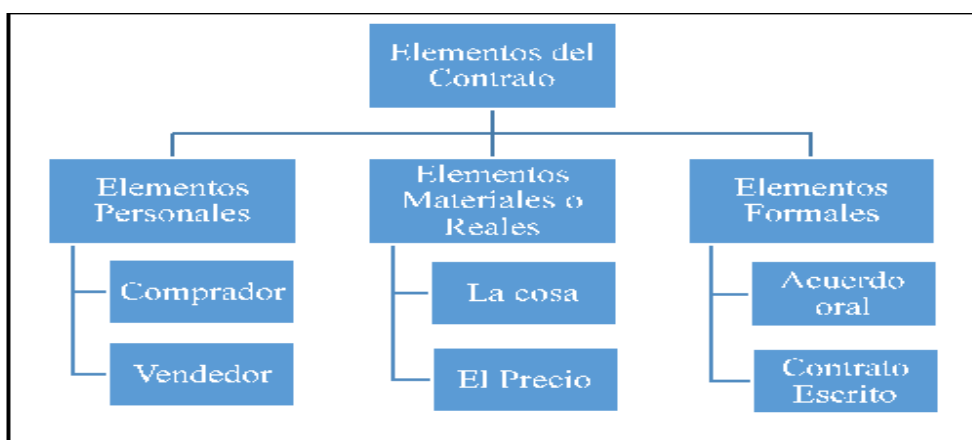 Elementos del
Contrato
Elementos
Personales
Elementos
Materiales o
Reales
Elementos
Formales
Comprador
La cosa
Acuerdo
oral
Vendedor
El Precio
Contrato
Escrito